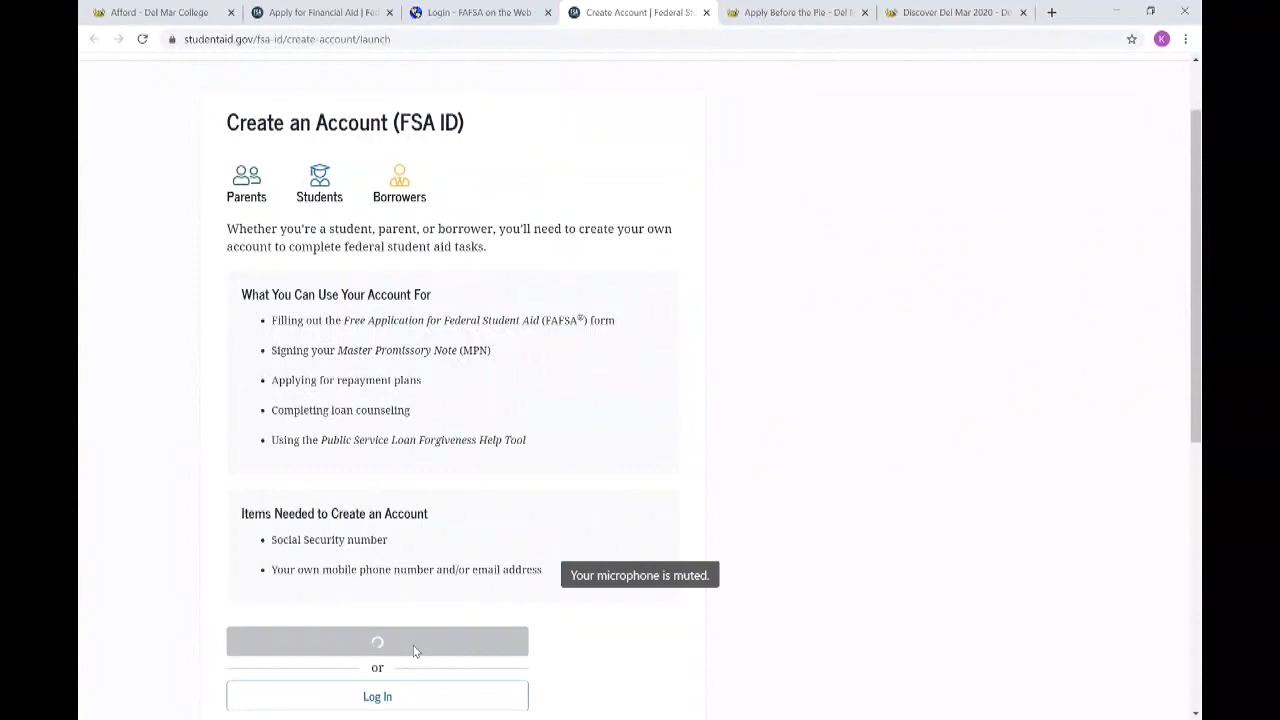 Afford - Del Mar College
Apply for Financial Aid | Fed
Login - FAFSA on the Web
Create Account | Federal St
Apply Before the Pie - Del
Discover Del Mar 2020 - De
studentaid.gov/fsa-id/create-account/launch
K
Create an Account (FSA ID)
Parents Students Borrowers
Whether you're a student, parent, or borrower, you'll need to create your own
account to complete federal student aid tasks.
What You Can Use Your Account For
• Filling out the Free Application for Federal Student Aid (FAFSA®) form
• Signing your Master Promissory Note (MPN)
• Applying for repayment plans
• Completing loan counseling
• Using the Public Service Loan Forgiveness Help Tool
Items Needed to Create an Account
• Social Security number
• Your own mobile phone number and/or email address
Your microphone is muted.
or
Log In